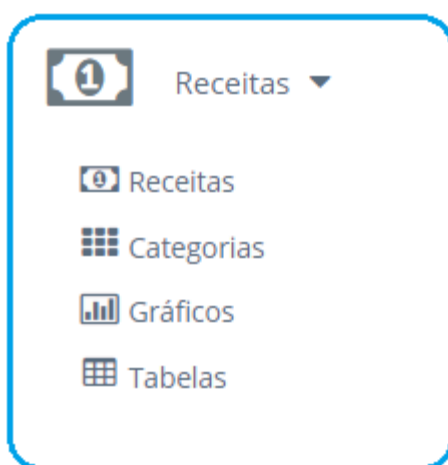 Receitas
Receitas
Categorias
Gráficos
Tabelas